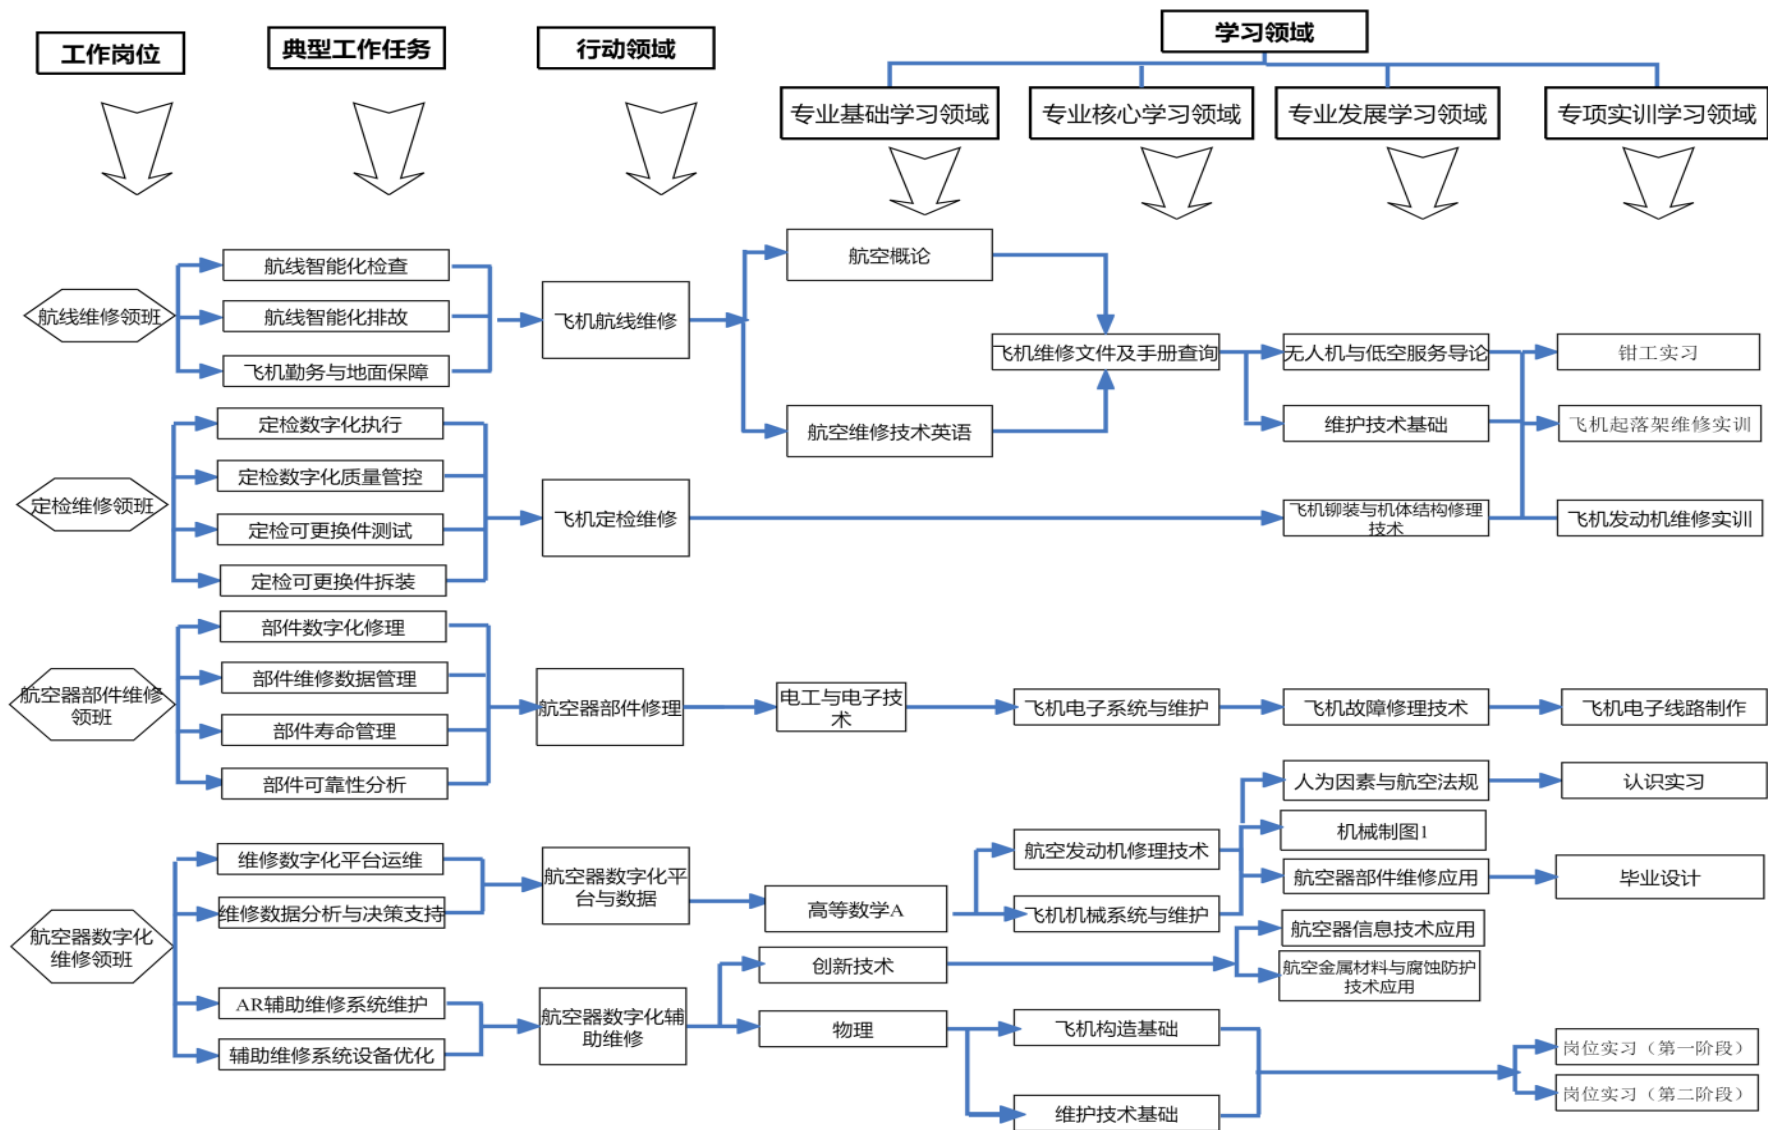 工作岗位
典型工作任务
行动领域
学习领域
专业基础学习领域
专业核心学习领域
专业发展学习领域
专项实训学习领域
航线维修领班
航线智能化检查
航线智能化排故
飞机勤务与地面保障
飞机航线维修
航空概论
航空维修技术英语
飞机维修文件及手册查询
无人机与低空服务导论
维护技术基础
钳工实习
飞机起落架维修实训
定检维修领班
定检数字化执行
定检数字化质量管控
定检可更换件测试
定检可更换件拆装
飞机定检维修
飞机铆装与机体结构修理
技术
飞机发动机维修实训
航空器部件维修
领班
部件数字化修理
部件维修数据管理
部件寿命管理
部件可靠性分析
航空器部件修理
电工与电子技
术
飞机电子系统与维护
飞机故障修理技术
飞机电子线路制作
航空器数字化
维修领班
维修数字化平台运维
维修数据分析与决策支持
AR辅助维修系统维护
辅助维修系统设备优化
航空器数字化平
台与数据
航空器数字化辅
助维修
高等数学A
创新技术
物理
航空发动机修理技术
飞机机械系统与维护
飞机构造基础
维护技术基础
人为因素与航空法规
机械制图1
航空器部件维修应用
航空器信息技术应用
航空金属材料与腐蚀防护
技术应用
认识实习
毕业设计
岗位实习（第一阶段）
岗位实习（第二阶段）